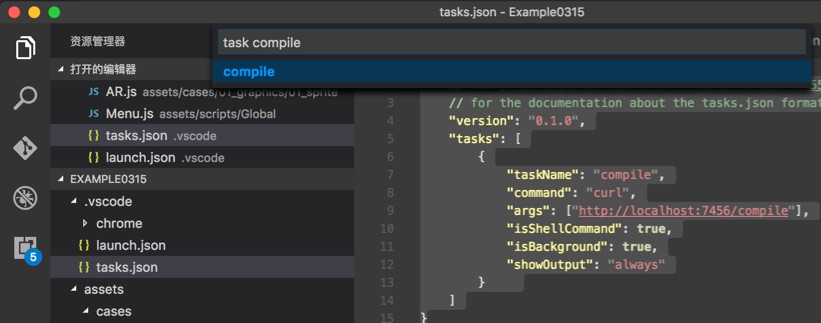 tasks.json - Example0315
资源管理器
task compile
compile
打开的编辑器
JS AR.js assets/cases/01_graphics/01_sprite
JS Menu.js assets/scripts/Global
{ } tasks.json .vscode
{ } launch.json .vscode
EXAMPLE0315
.vscode
chrome
{ } launch.json
{ } tasks.json
assets
cases
5
3 // for the documentation about the tasks.json format
4 "version": "0.1.0",
5 "tasks": [
6 {
7 "taskName": "compile",
8 "command": "curl",
9 "args": ["http://localhost:7456/compile"],
10 "isShellCommand": true,
11 "isBackground": true,
12 "showOutput": "always"
13 }
14 ]
15 }